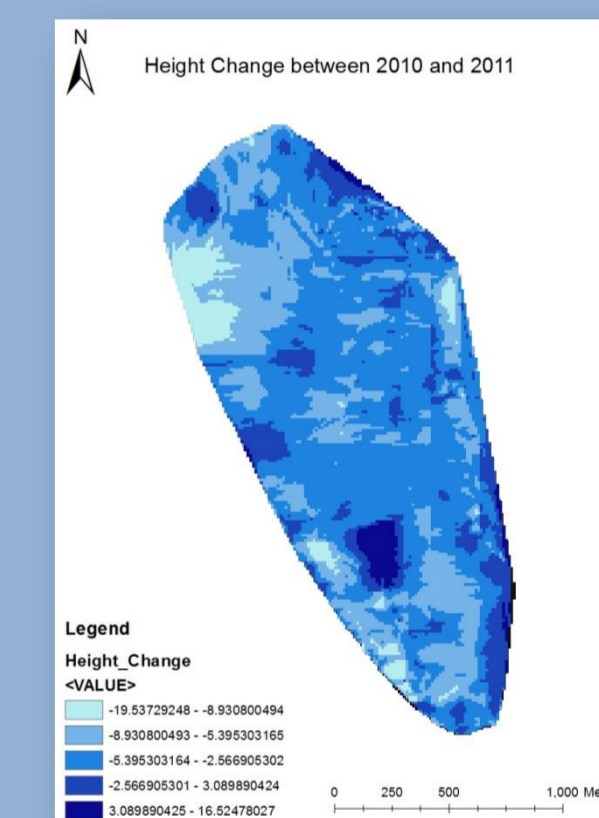 N
Height Change between 2010 and 2011
Legend
Height_Change
<VALUE>
-19.53729248 - -8.930800494
-8.930800493 - -5.395303165
-5.395303164 - -2.566905302
-2.566905301 - 3.089890424
3.089890425 - 16.52478027
0 250 500 1,000 Me